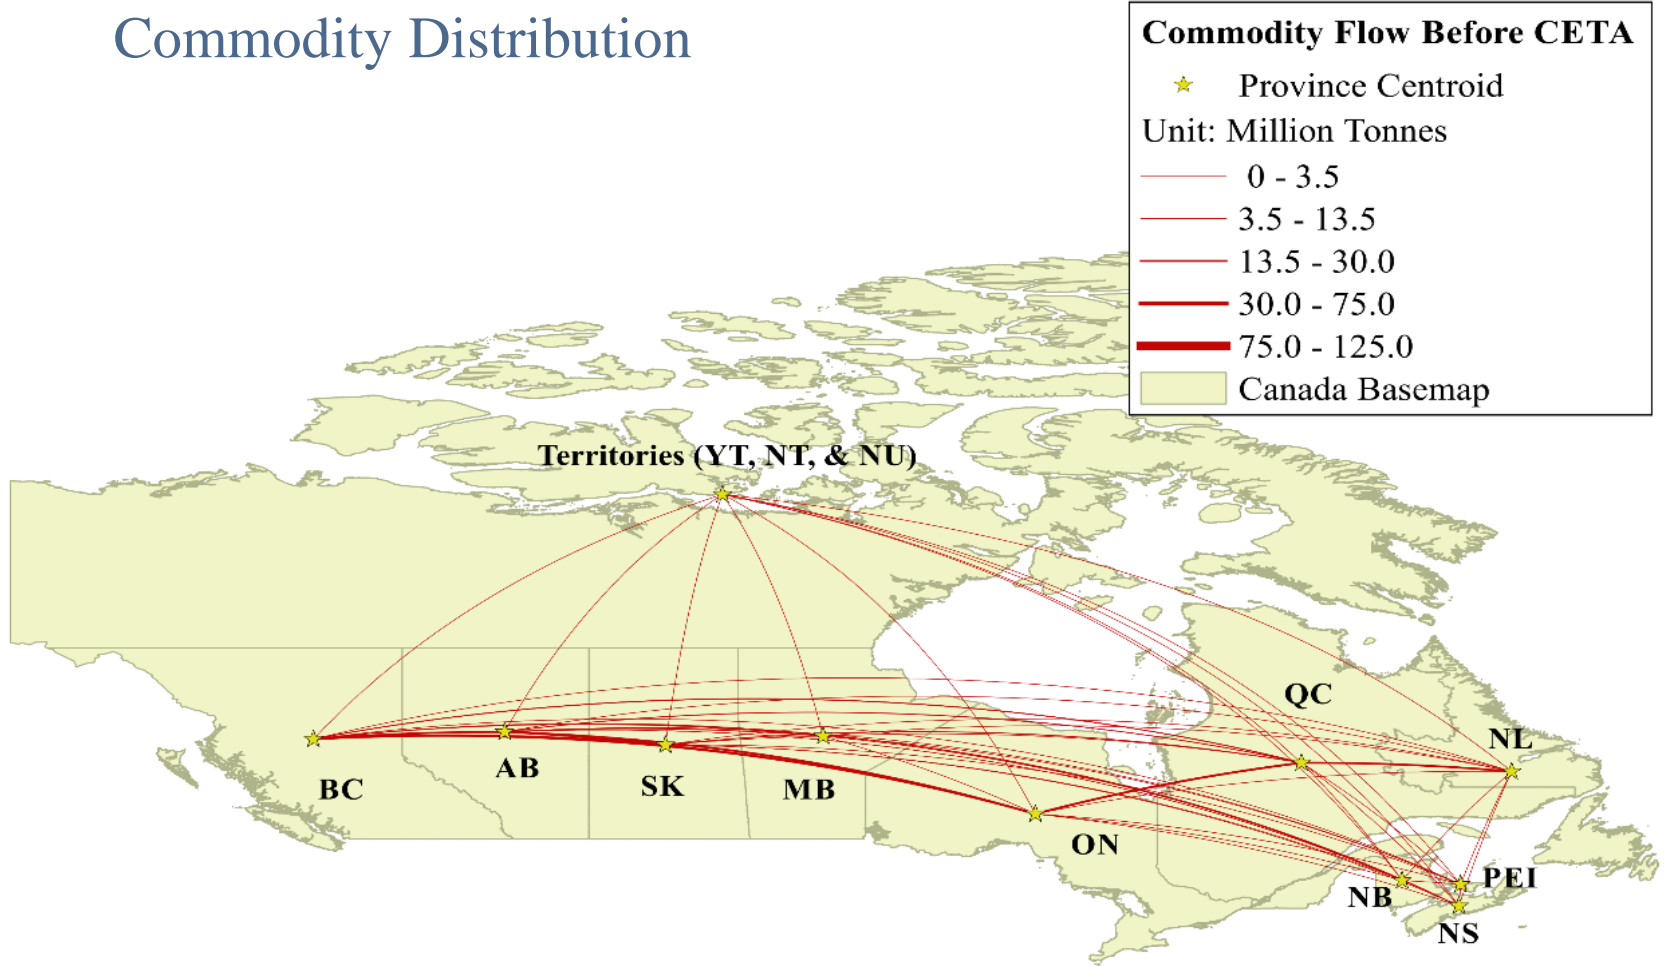 Commodity Distribution
Commodity Flow Before CETA
Province Centroid
Unit: Million Tonnes
0 - 3.5
3.5 - 13.5
13.5 - 30.0
30.0 - 75.0
75.0 - 125.0
Canada Basemap
Territories (YT, NT, & NU)
QC
NL
BC
AB
SK
MB
ON
NB
PEI
NS